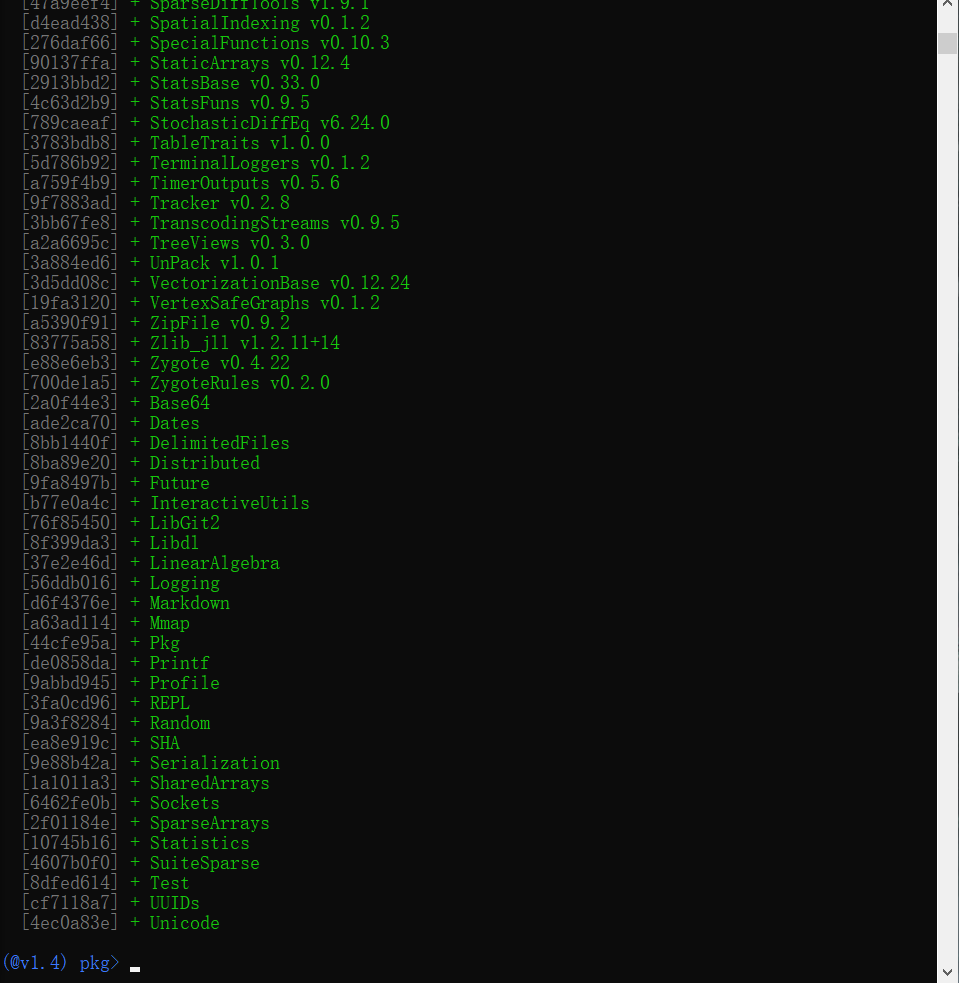 [47a9eef4] + SparseDiffTools v1.9.1
[d4ead438] + SpatialIndexing v0.1.2
[276daf66] + SpecialFunctions v0.10.3
[90137ffa] + StaticArrays v0.12.4
[2913bbd2] + StatsBase v0.33.0
[4c63d2b9] + StatsFuns v0.9.5
[789caeaf] + StochasticDiffEq v6.24.0
[3783bdb8] + TableTraits v1.0.0
[5d786b92] + TerminalLoggers v0.1.2
[a759f4b9] + TimerOutputs v0.5.6
[9f7883ad] + Tracker v0.2.8
[3bb67fe8] + TranscodingStreams v0.9.5
[a2a6695c] + TreeViews v0.3.0
[3a884ed6] + UnPack v1.0.1
[3d5dd08c] + VectorizationBase v0.12.24
[19fa3120] + VertexSafeGraphs v0.1.2
[a5390f91] + ZipFile v0.9.2
[83775a58] + Zlib_jll v1.2.11+14
[e88e6eb3] + Zygote v0.4.22
[700de1a5] + ZygoteRules v0.2.0
[2a0f44e3] + Base64
[ade2ca70] + Dates
[8bb1440f] + DelimitedFiles
[8ba89e20] + Distributed
[9fa8497b] + Future
[b77e0a4c] + InteractiveUtils
[76f85450] + LibGit2
[8f399da3] + Libdl
[37e2e46d] + LinearAlgebra
[56ddb016] + Logging
[d6f4376e] + Markdown
[a63ad114] + Mmap
[44cfe95a] + Pkg
[de0858da] + Printf
[9abbd945] + Profile
[3fa0cd96] + REPL
[9a3f8284] + Random
[ea8e919c] + SHA
[9e88b42a] + Serialization
[1a1011a3] + SharedArrays
[6462fe0b] + Sockets
[2f01184e] + SparseArrays
[10745b16] + Statistics
[4607b0f0] + SuiteSparse
[8dfed614] + Test
[cf7118a7] + UUIDs
[4ec0a83e] + Unicode
(@v1.4) pkg>